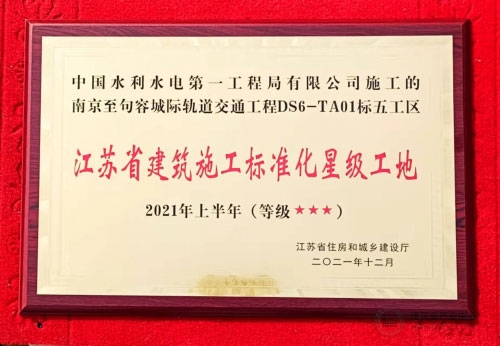 中国水利水电第一工程局有限公司施工的
南京至句容城际轨道交通工程DS6-TA01标五工区
江苏省建筑施工标准化星级工地
2021年上半年（等级★★★）
江苏省住房和城乡建设厅
二〇二一年十二月